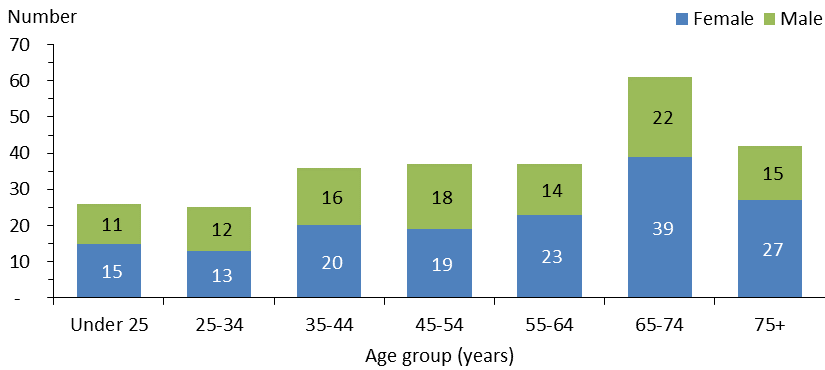 Number
Female Male
70
60
50
40
30
20
10
-
11 12 16 18 14 22 15
15 13 20 19 23 39 27
Under 25 25-34 35-44 45-54 55-64 65-74 75+
Age group (years)